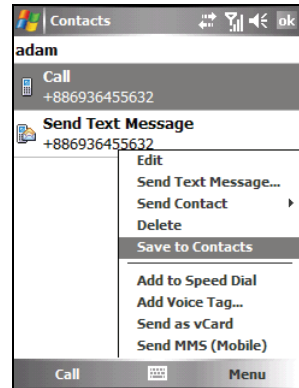 Contacts ok
adam
Call
+886936455632
Send Text Message
+886936455632
Edit
Send Text Message...
Send Contact
Delete
Save to Contacts
Add to Speed Dial
Add Voice Tag...
Send as vCard
Send MMS (Mobile)
Call Menu